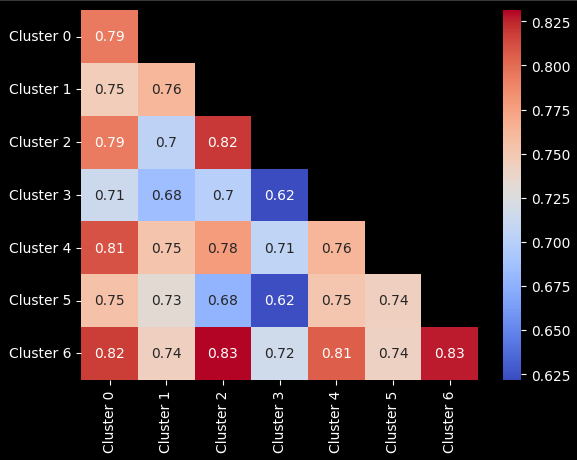 Cluster 0 0.79
Cluster 1 0.75 0.76
Cluster 2 0.79 0.7 0.82
Cluster 3 0.71 0.68 0.7 0.62
Cluster 4 0.81 0.75 0.78 0.71 0.76
Cluster 5 0.75 0.73 0.68 0.62 0.75 0.74
Cluster 6 0.82 0.74 0.83 0.72 0.81 0.74 0.83
Cluster 0 Cluster 1 Cluster 2 Cluster 3 Cluster 4 Cluster 5 Cluster 6
0.825
0.800
0.775
0.750
0.725
0.700
0.675
0.650
0.625